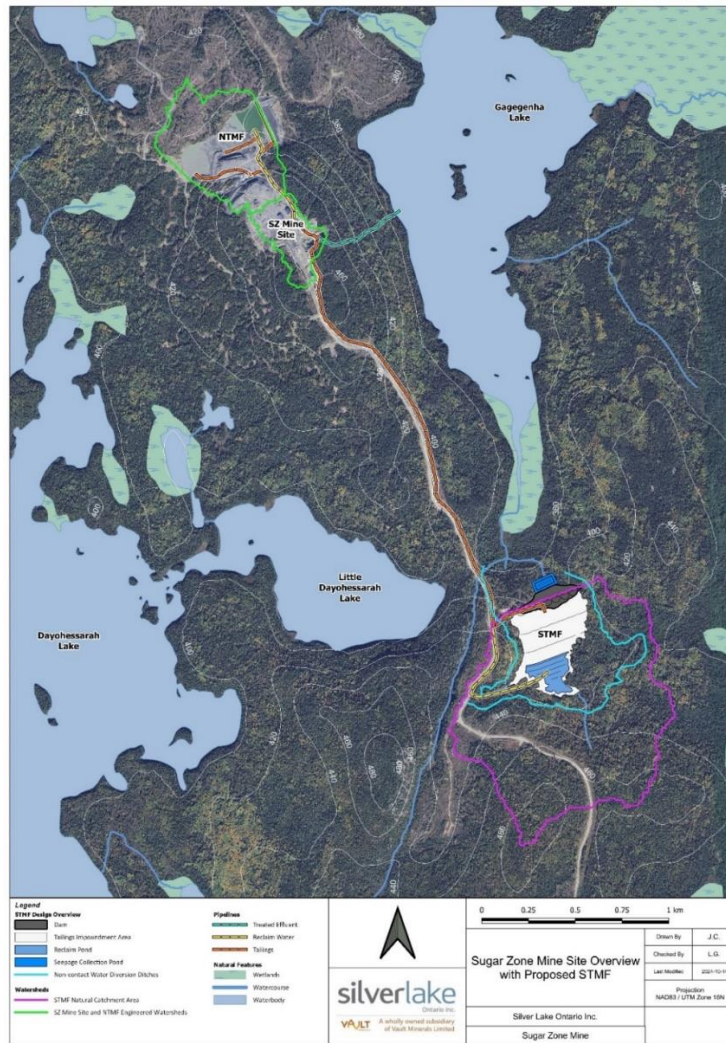 Gagegenha
Lake
NTMF
SZ Mine
Site
Little
Dayohessarah
Lake
Dayohessarah
Lake
STMF
Legend
STMF Design Overview
Dam
Tailings Impoundment Area
Reclaim Pond
Seepage Collection Pond
Non-contact Water Diversion Ditches
Watersheds
STMF Natural Catchment Area
SZ Mine Site and NTMF Engineered Watersheds
Pipelines
Treated Effluent
Reclaim Water
Tailings
Natural Features
Wetlands
Watercourse
Waterbody
silverlake
Ontario Inc.
VAULT
A wholly owned subsidiary
of Vault Minerals Limited
0 0.25 0.5 0.75 1 km
Sugar Zone Mine Site Overview
with Proposed STMF
Silver Lake Ontario Inc.
Sugar Zone Mine
Drawn By J.C.
Checked By L.G.
Last Modified
Projection
NAD83 / UTM Zone 16N